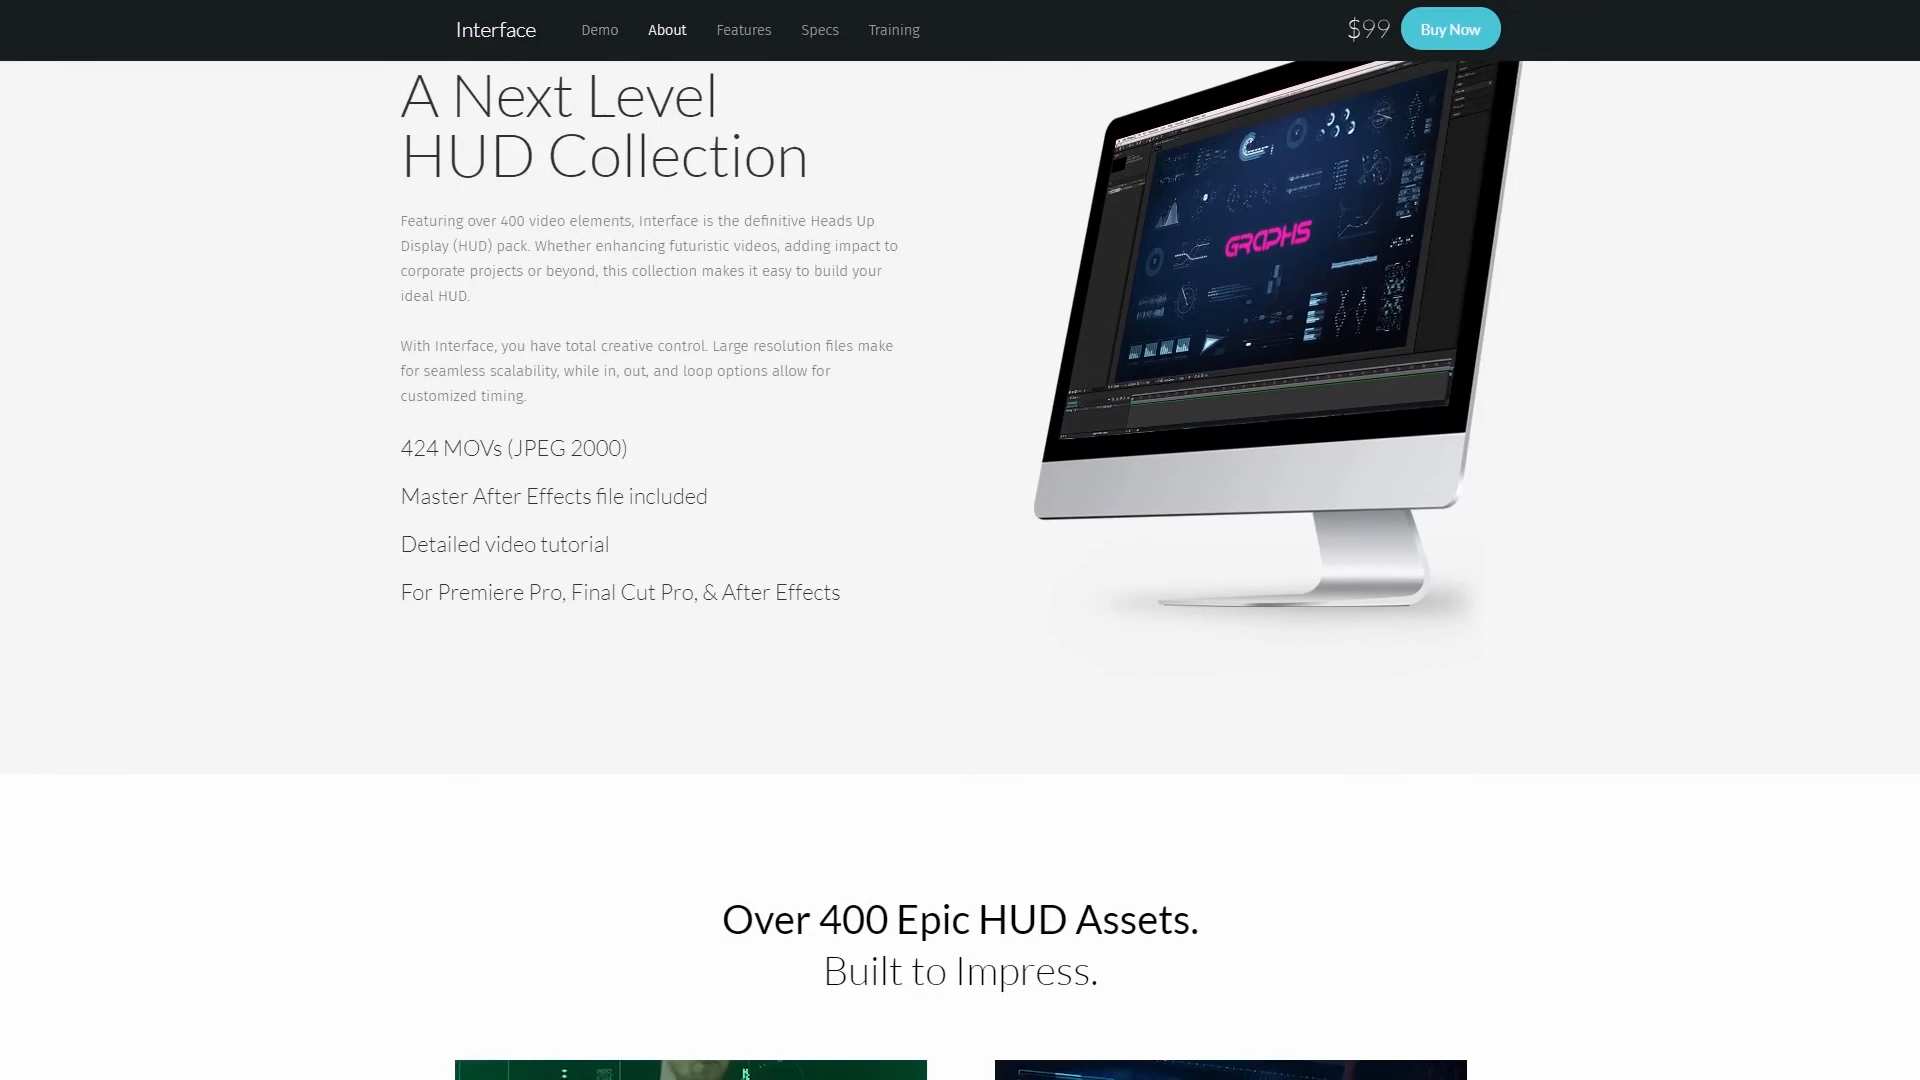 Interface Demo About Features Specs Training $99 Buy Now
A Next Level
HUD Collection
Featuring over 400 video elements, Interface is the definitive Heads Up
Display (HUD) pack. Whether enhancing futuristic videos, adding impact to
corporate projects or beyond, this collection makes it easy to build your
ideal HUD.
With Interface, you have total creative control. Large resolution files make
for seamless scalability, while in, out, and loop options allow for
customized timing.
424 MOVs (JPEG 2000)
Master After Effects file included
Detailed video tutorial
For Premiere Pro, Final Cut Pro, & After Effects
GRAPHS
Over 400 Epic HUD Assets.
Built to Impress.